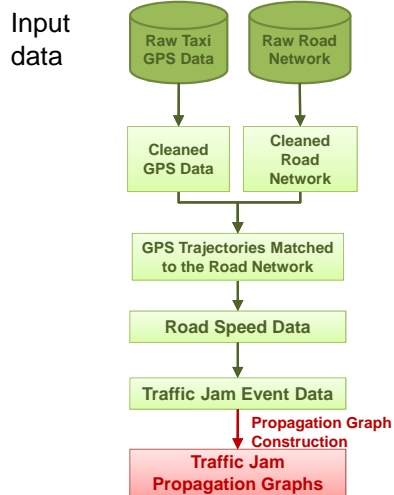 Input
data
Raw Taxi
GPS Data
Raw Road
Network
Cleaned
GPS Data
Cleaned
Road
Network
GPS Trajectories Matched
to the Road Network
Road Speed Data
Traffic Jam Event Data
Propagation Graph
Construction
Traffic Jam
Propagation Graphs